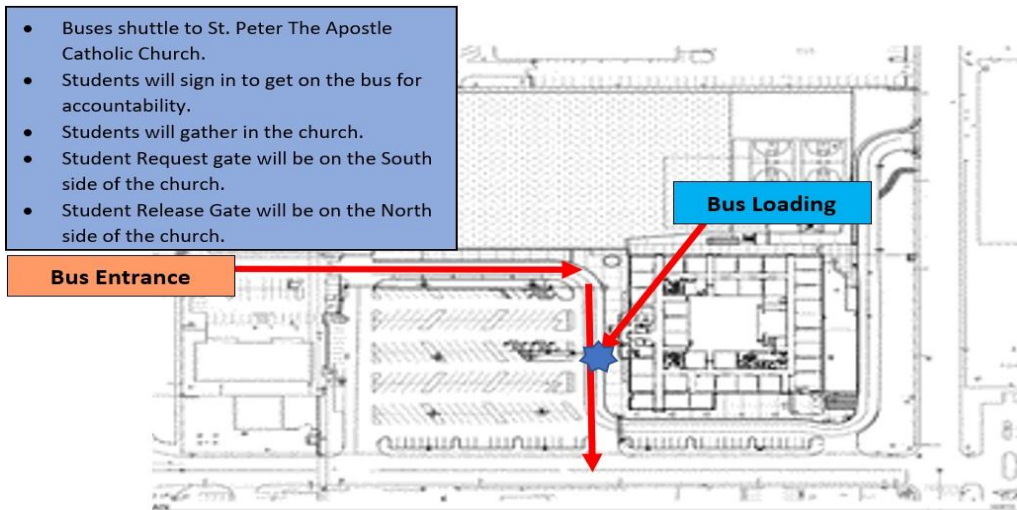 • Buses shuttle to St. Peter The Apostle
Catholic Church.
• Students will sign in to get on the bus for
accountability.
• Students will gather in the church.
• Student Request gate will be on the South
side of the church.
• Student Release Gate will be on the North
side of the church.
Bus Loading
Bus Entrance